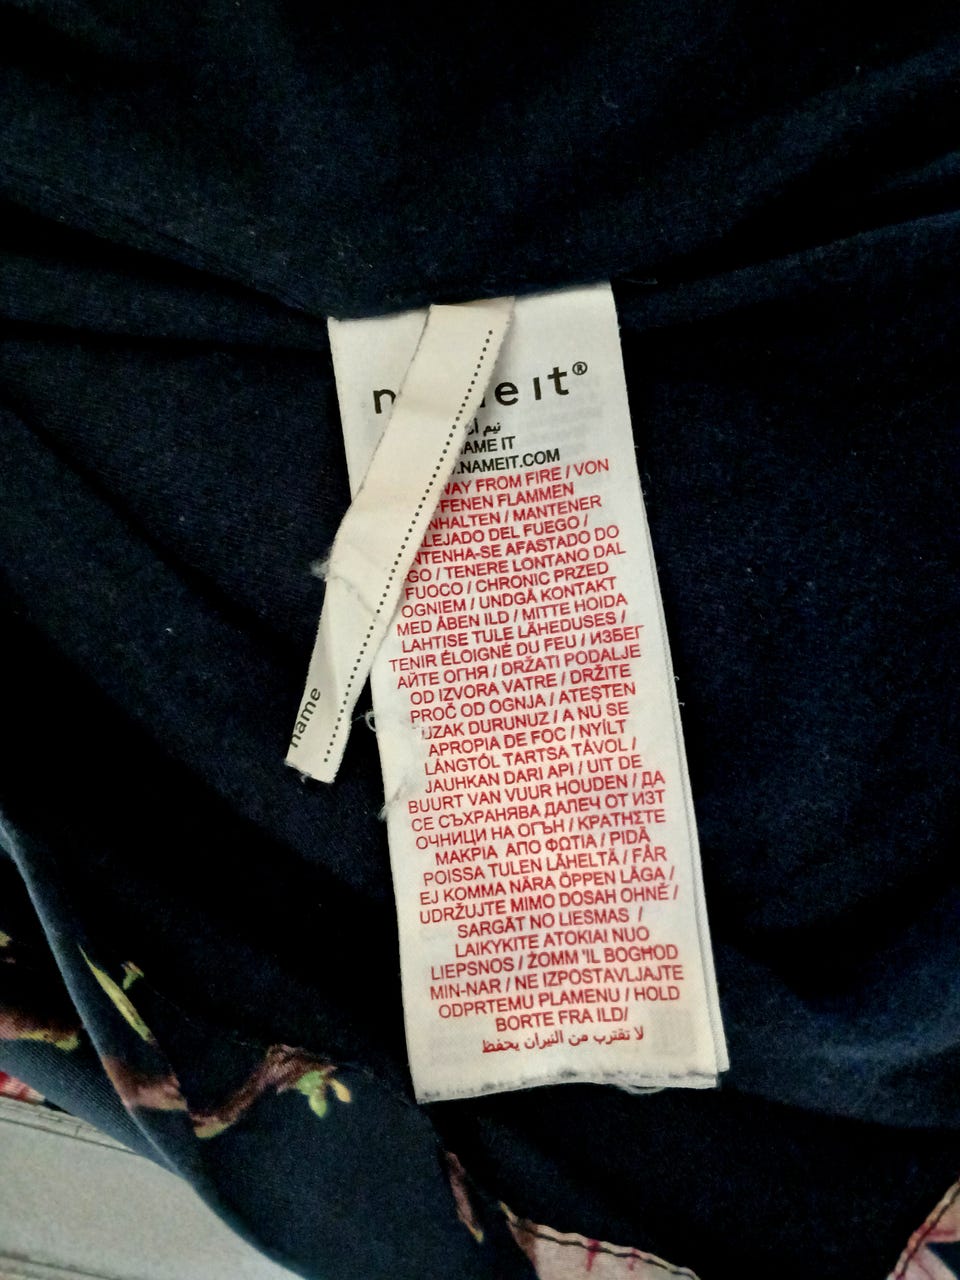 name it®
نيم
NAME IT
.NAMEIT.COM
AWAY FROM FIRE / VON
OFFENEN FLAMMEN
FERNHALTEN / MANTENER
ALEJADO DEL FUEGO /
MANTENHA-SE AFASTADO DO
FOGO / TENERE LONTANO DAL
FUOCO / CHRONIC PRZED
OGNIEM / UNDGÅ KONTAKT
MED ÅBEN ILD / MITTE HOIDA
LAHTISE TULE LÄHEDUSES /
TENIR ÉLOIGNÉ DU FEU / ИЗБЕГ
АЙТЕ ОГНЯ / DRŽATI PODALJE
OD IZVORA VATRE / DRŽITE
PROČ OD OGNJA / ATEŞTEN
UZAK DURUNUZ / A NU SE
APROPIA DE FOC / NYÍLT
LÁNGTÓL TARTSA TÁVOL /
JAUHKAN DARI API / UIT DE
BUURT VAN VUUR HOUDEN / ДА
СЕ СЪХРАНЯВА ДАЛЕЧ ОТ ИЗТ
ОЧНИЦИ НА ОГЪН / ΚΡΑΤΗΣΤΕ
ΜΑΚΡΙΑ ΑΠΟ ΦΩΤΙΑ / PIDÄ
POISSA TULEN LÄHELTÄ / FÅR
EJ KOMMA NÄRA ÖPPEN LÅGA /
UDRŽUJTE MIMO DOSAH OHNĚ /
SARGĀT NO LIESMAS /
LAIKYKITE ATOKIAI NUO
LIEPSNOS / ŻOMM 'IL BOGĦOD
MIN-NAR / NE IZPOSTAVLJAJTE
ODPRTEMU PLAMENU / HOLD
BORTE FRA ILD/
لا تقترب من النيران يحفظ
name